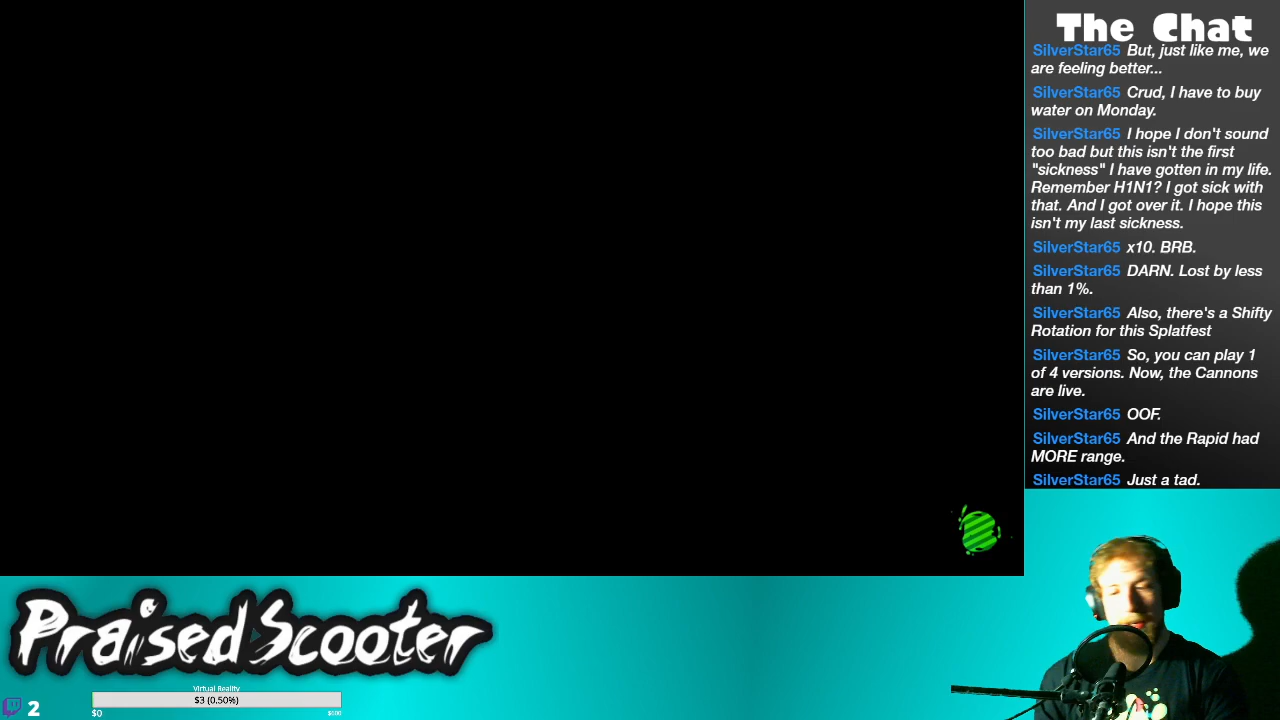 The Chat
SilverStar65 But, just like me, we
are feeling better...
SilverStar65 Crud, I have to buy
water on Monday.
SilverStar65 I hope I don't sound
too bad but this isn't the first
"sickness" I have gotten in my life.
Remember H1N1? I got sick with
that. And I got over it. I hope this
isn't my last sickness.
SilverStar65 x10. BRB.
SilverStar65 DARN. Lost by less
than 1%.
SilverStar65 Also, there's a Shifty
Rotation for this Splatfest
SilverStar65 So, you can play 1
of 4 versions. Now, the Cannons
are live.
SilverStar65 OOF.
SilverStar65 And the Rapid had
MORE range.
SilverStar65 Just a tad.
PraisedScooter
Virtual Reality
$3 (0.50%)
2
$0